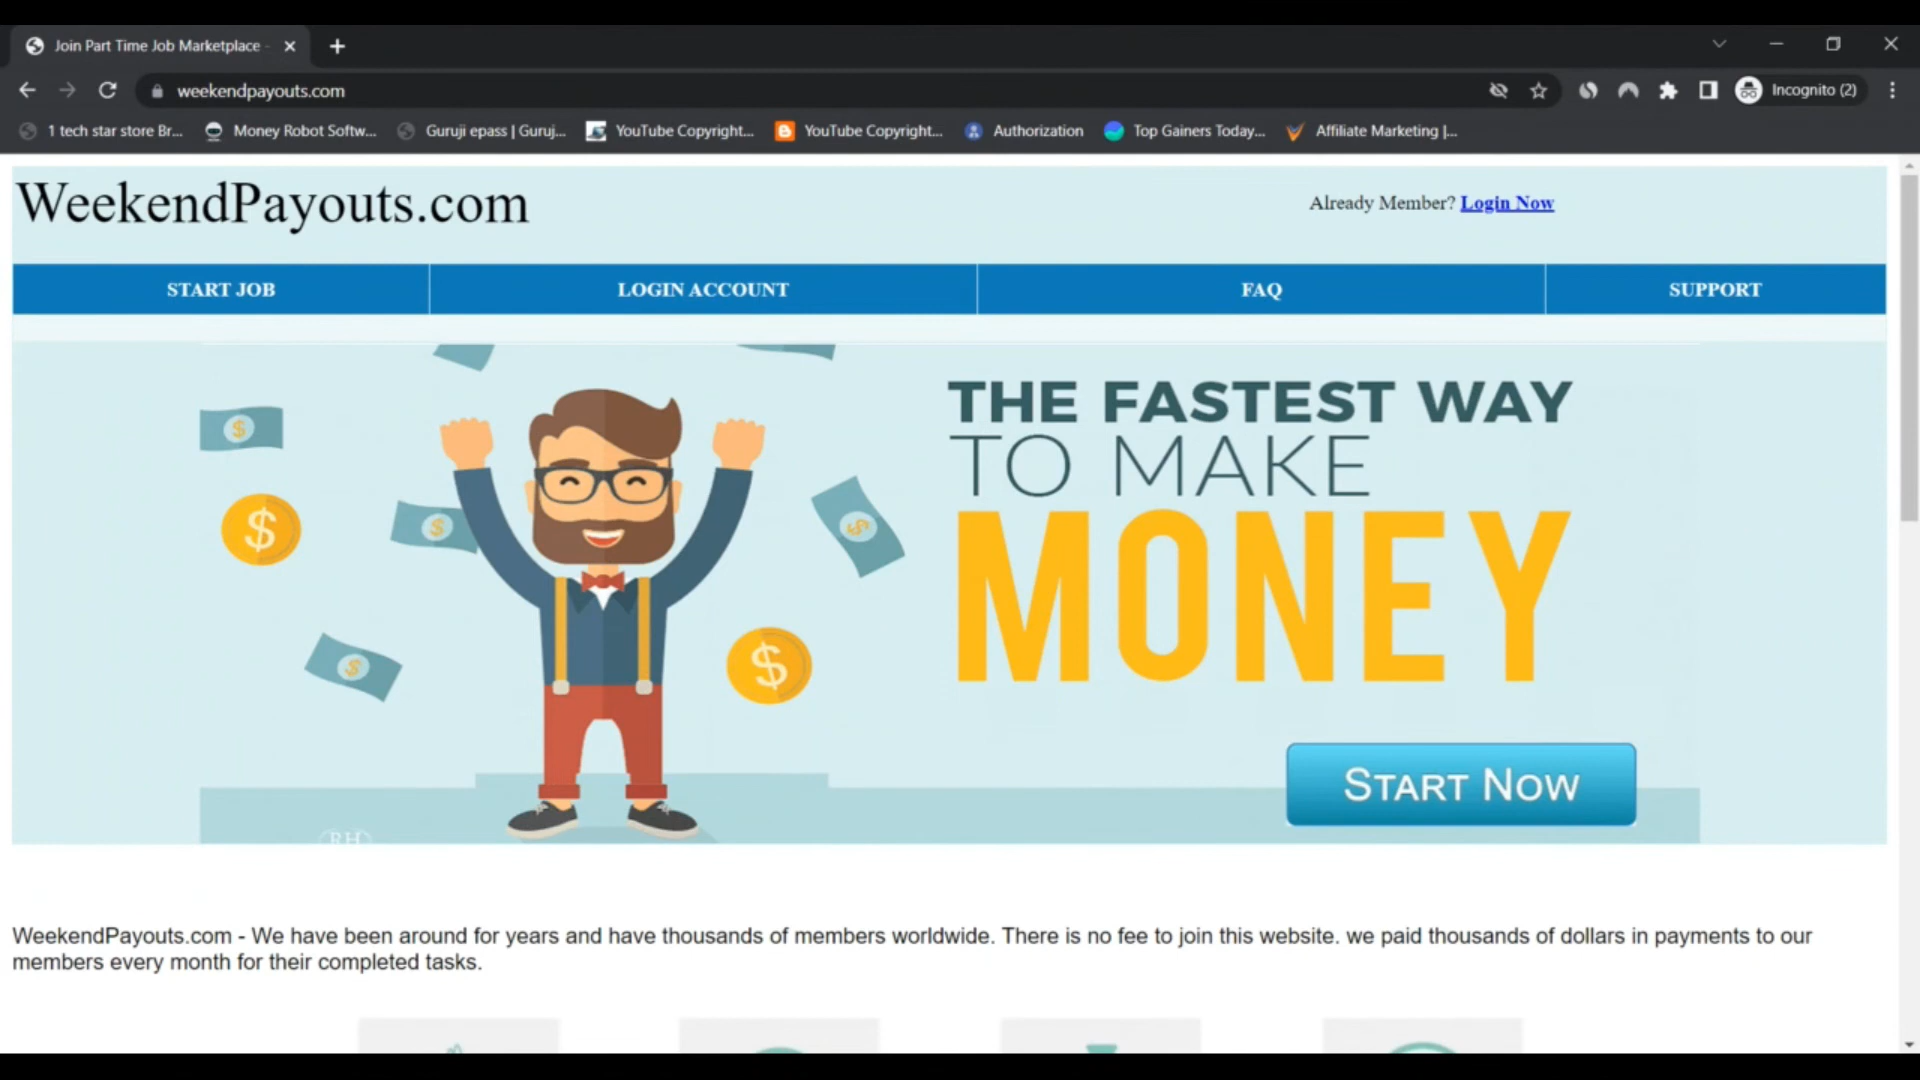 Join Part Time Job Marketplace -
weekendpayouts.com
Incognito (2)
1 tech star store Br...
Money Robot Softw...
Guruji epass | Guruj...
YouTube Copyright...
YouTube Copyright...
Authorization
Top Gainers Today...
Affiliate Marketing |...
WeekendPayouts.com
Already Member? Login Now
START JOB
LOGIN ACCOUNT
FAQ
SUPPORT
THE FASTEST WAY
TO MAKE
MONEY
START NOW
RH
WeekendPayouts.com - We have been around for years and have thousands of members worldwide. There is no fee to join this website. we paid thousands of dollars in payments to our
members every month for their completed tasks.